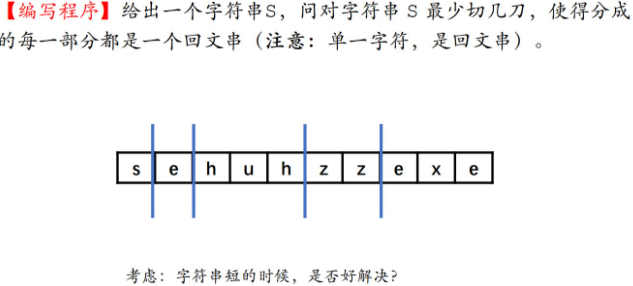 【编写程序】给出一个字符串S,问对字符串 S 最少切几刀,使得分成
的每一部分都是一个回文串(注意:单一字符,是回文串)。
s e h u h z z e x e
考虑:字符串短的时候,是否好解决?